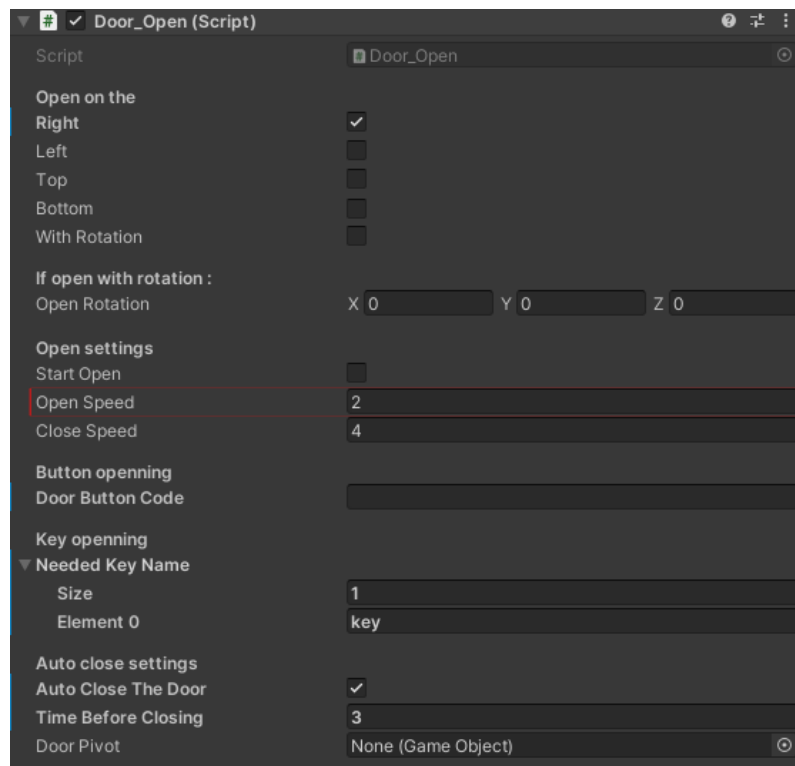 # Door_Open (Script)
Script Door_Open
Open on the
Right
Left
Top
Bottom
With Rotation
If open with rotation :
Open Rotation X 0 Y 0 Z 0
Open settings
Start Open
Open Speed 2
Close Speed 4
Button openning
Door Button Code
Key openning
Needed Key Name
Size 1
Element 0 key
Auto close settings
Auto Close The Door
Time Before Closing 3
Door Pivot None (Game Object)